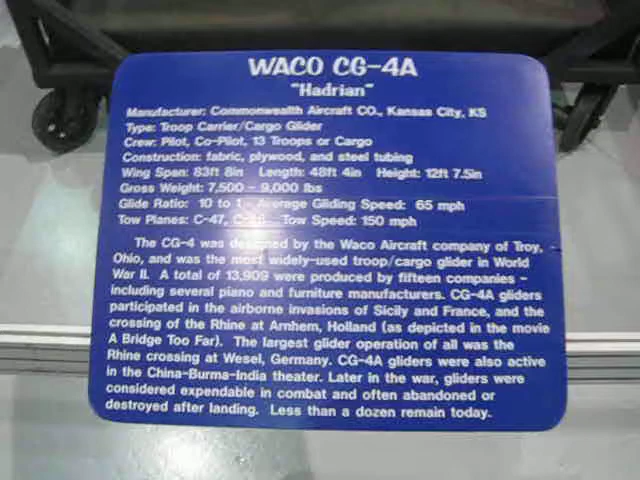 WACO CG-4A
"Hadrian"
Manufacturer: Commonwealth Aircraft CO., Kansas City, KS
Type: Troop Carrier/Cargo Glider
Crew: Pilot, Co-Pilot, 13 Troops or Cargo
Construction: fabric, plywood, and steel tubing
Wing Span: 83ft 8in Length: 48ft 4in Height: 12ft 7.5in
Gross Weight: 7,500 - 9,000 lbs
Glide Ratio: 10 to 1 - Average Gliding Speed: 65 mph
Tow Planes: C-47, Tow Speed: 150 mph
The CG-4 was designed by the Waco Aircraft company of Troy,
Ohio, and was the most widely-used troop/cargo glider in World
War II. A total of 13,909 were produced by fifteen companies -
including several piano and furniture manufacturers. CG-4A gliders
participated in the airborne invasions of Sicily and France, and the
crossing of the Rhine at Arnhem, Holland (as depicted in the movie
A Bridge Too Far). The largest glider operation of all was the
Rhine crossing at Wesel, Germany. CG-4A gliders were also active
in the China-Burma-India theater. Later in the war, gliders were
considered expendable in combat and often abandoned or
destroyed after landing. Less than a dozen remain today.